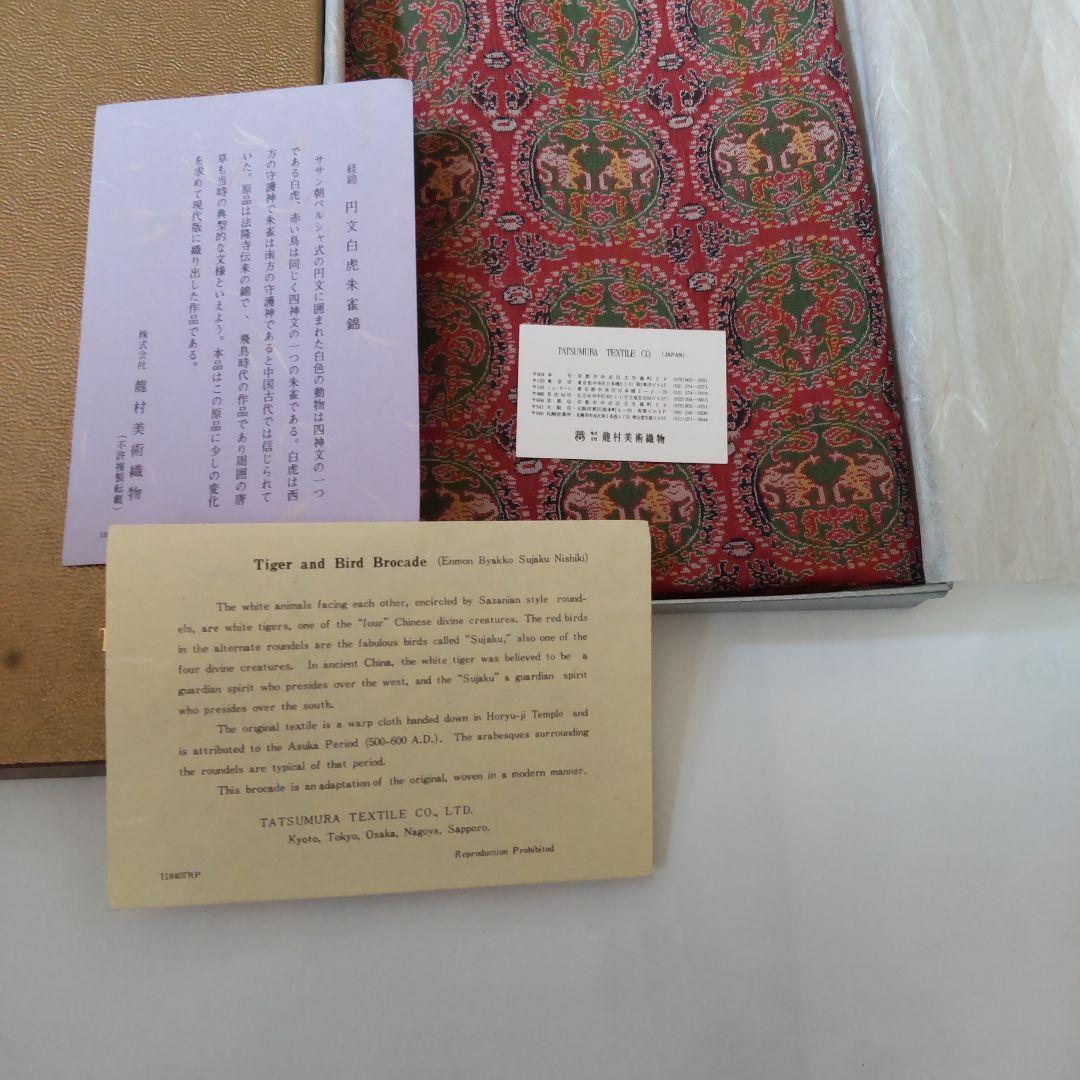 経錦 円文白虎朱雀錦
ササン朝ペルシャ式の円文に囲まれた白色の動物は四神文の一つ
である白虎、赤い鳥は同じく四神文の一つの朱雀である。白虎は西
方の守護神で朱雀は南方の守護神であると中国古代では信じられて
いた。原品は法隆寺伝来の錦で、飛鳥時代の作品であり周囲の唐
草も当時の典型的な文様といえよう。本品はこの原品に少しの変化
を求めて現代版に織り出した作品である。
株式会社 龍村美術織物
(不許複製転載)
TATSUMURA TEXTILE CO. (JAPAN)
株式会社 龍村美術織物
Tiger and Bird Brocade (Enmon Byakko Sujaku Nishiki)
The white animals facing each other, encircled by Sasanian style round-
els, are white tigers, one of the "four" Chinese divine creatures. The red birds
in the alternate roundels are the fabulous birds called "Sujaku," also one of the
four divine creatures. In ancient China, the white tiger was believed to be a
guardian spirit who presides over the west, and the "Sujaku" a guardian spirit
who presides over the south.
The original textile is a warp cloth handed down in Horyu-ji Temple and
is attributed to the Asuka Period (500-600 A.D.). The arabesques surrounding
the roundels are typical of that period.
This brocade is an adaptation of the original, woven in a modern manner.
TATSUMURA TEXTILE CO., LTD.
Kyoto, Tokyo, Osaka, Nagoya, Sapporo.
Reproduction Prohibited